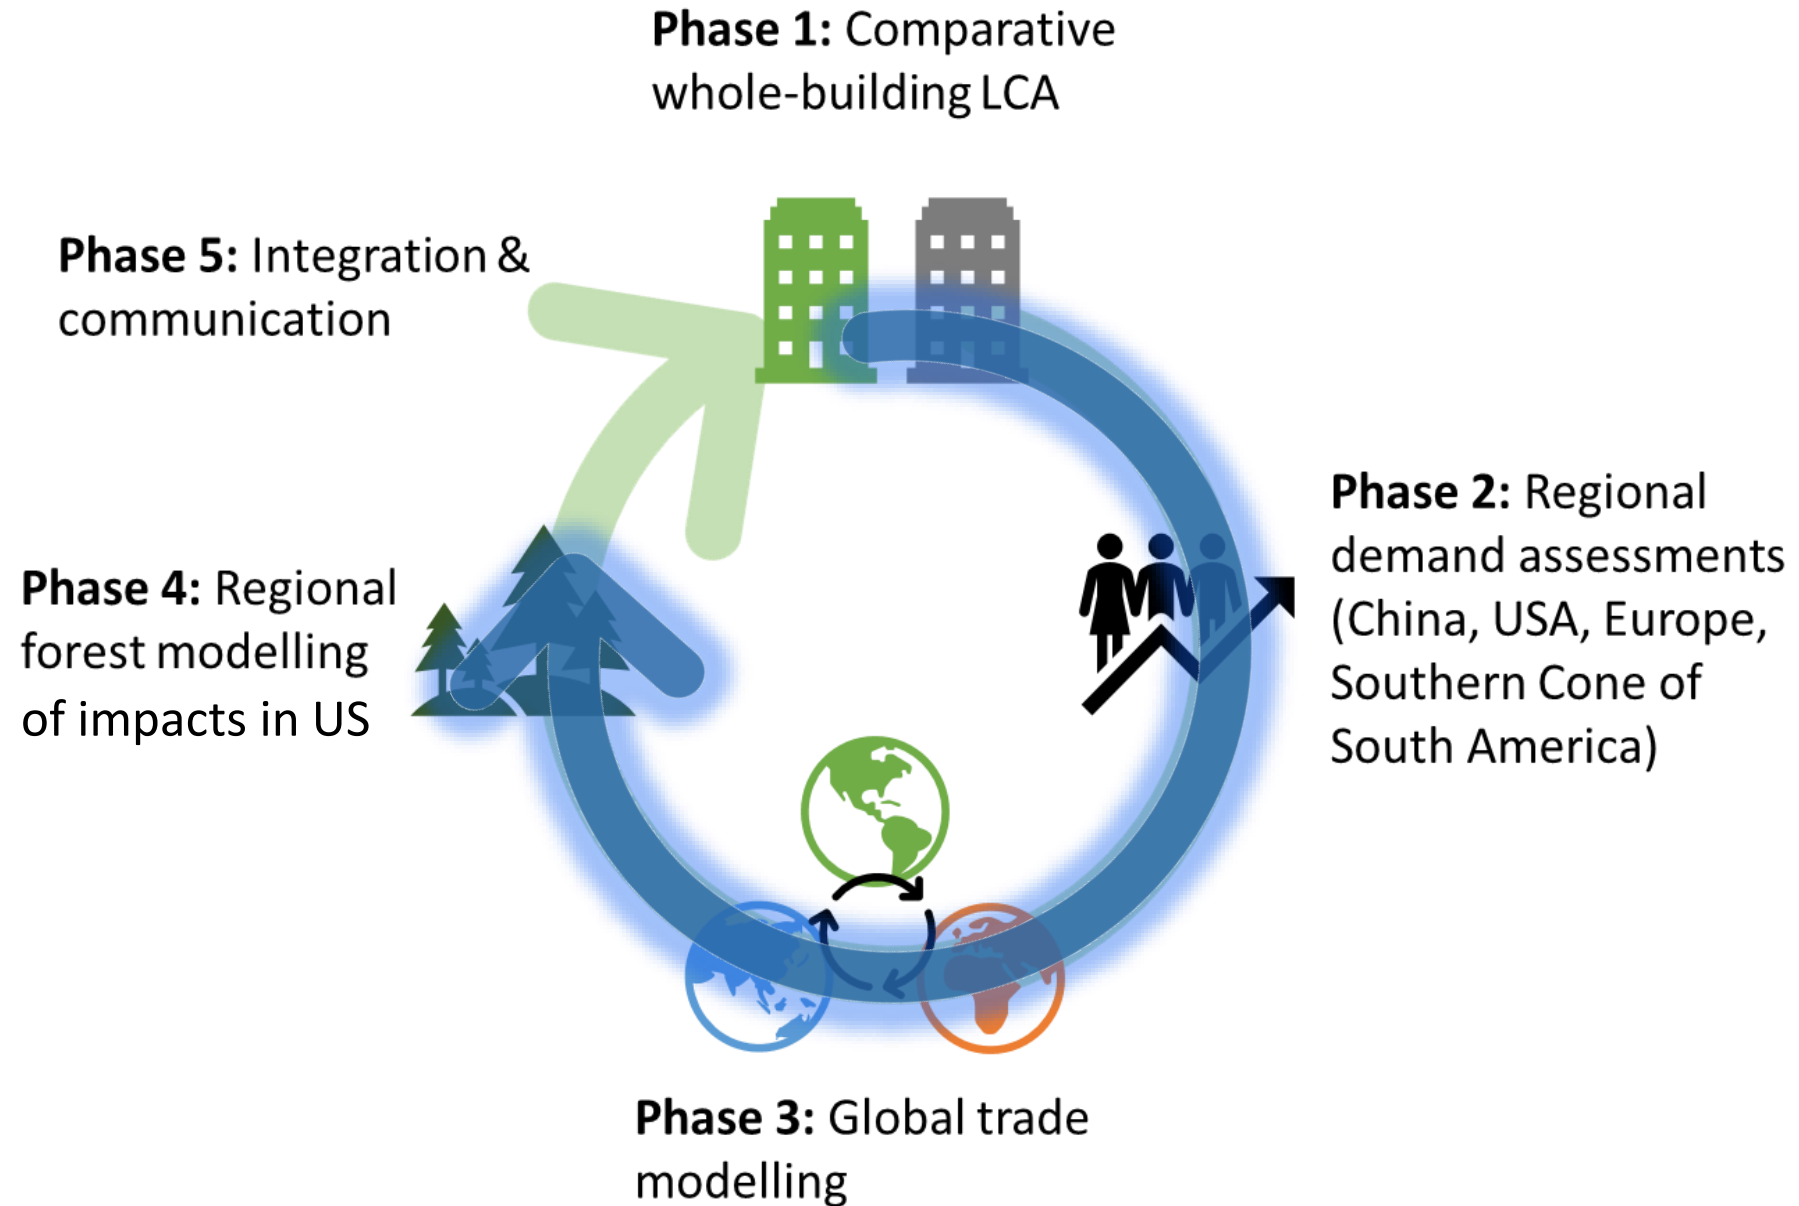 Phase 1: Comparative
whole-building LCA
Phase 2: Regional
demand assessments
(China, USA, Europe,
Southern Cone of
South America)
Phase 3: Global trade
modelling
Phase 4: Regional
forest modelling
of impacts in US
Phase 5: Integration &
communication